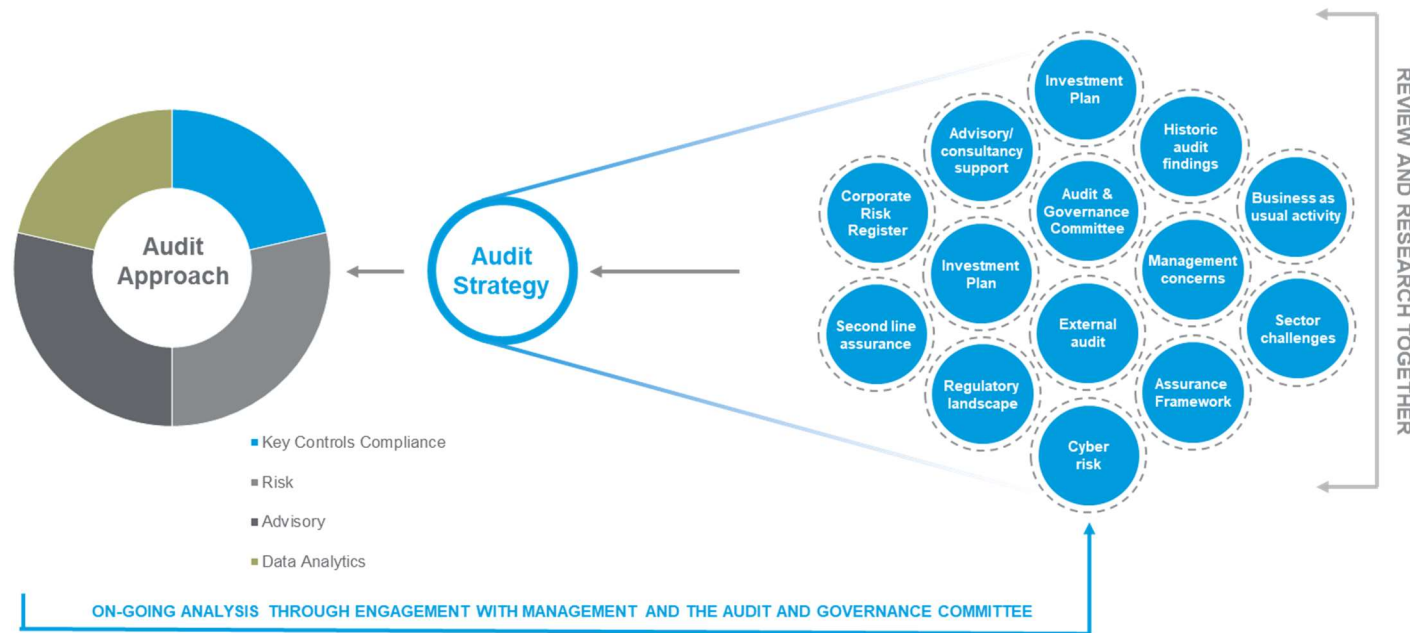 Audit
Approach
Key Controls Compliance
Risk
Advisory
Data Analytics
Audit
Strategy
Investment
Plan
Advisory/
consultancy
support
Historic
audit
findings
Corporate
Risk
Register
Audit &
Governance
Committee
Business as
usual activity
Investment
Plan
Management
concerns
Second line
assurance
External
audit
Sector
challenges
Regulatory
landscape
Assurance
Framework
Cyber
risk
REVIEW AND RESEARCH TOGETHER
ON-GOING ANALYSIS THROUGH ENGAGEMENT WITH MANAGEMENT AND THE AUDIT AND GOVERNANCE COMMITTEE